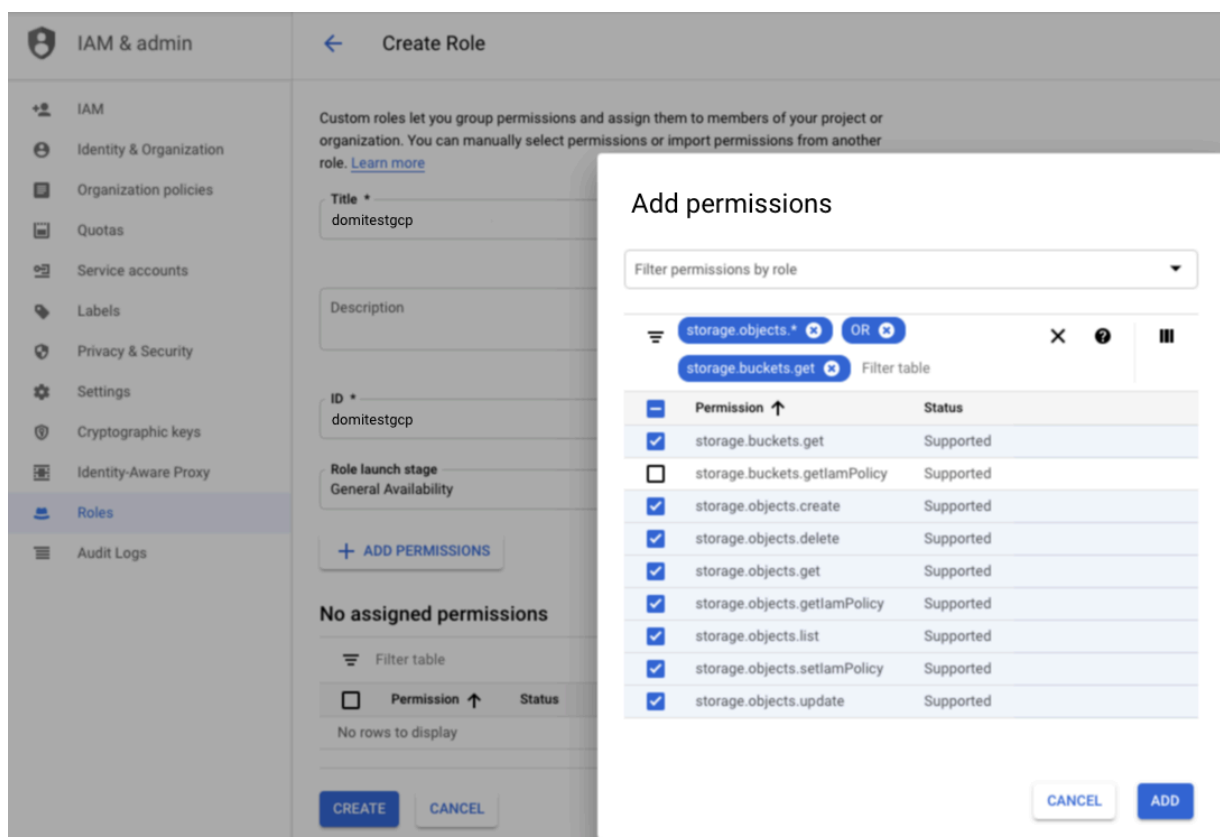 IAM & admin
Create Role
IAM
Identity & Organization
Organization policies
Quotas
Service accounts
Labels
Privacy & Security
Settings
Cryptographic keys
Identity-Aware Proxy
Roles
Audit Logs
Custom roles let you group permissions and assign them to members of your project or
organization. You can manually select permissions or import permissions from another
role. Learn more
Title *
domitestgcp
Description
ID *
domitestgcp
Role launch stage
General Availability
ADD PERMISSIONS
No assigned permissions
Filter table
Permission Status
No rows to display
CREATE CANCEL
Add permissions
Filter permissions by role
storage.objects.* OR
storage.buckets.get Filter table
Permission Status
storage.buckets.get Supported
storage.buckets.getIamPolicy Supported
storage.objects.create Supported
storage.objects.delete Supported
storage.objects.get Supported
storage.objects.getIamPolicy Supported
storage.objects.list Supported
storage.objects.setIamPolicy Supported
storage.objects.update Supported
CANCEL ADD